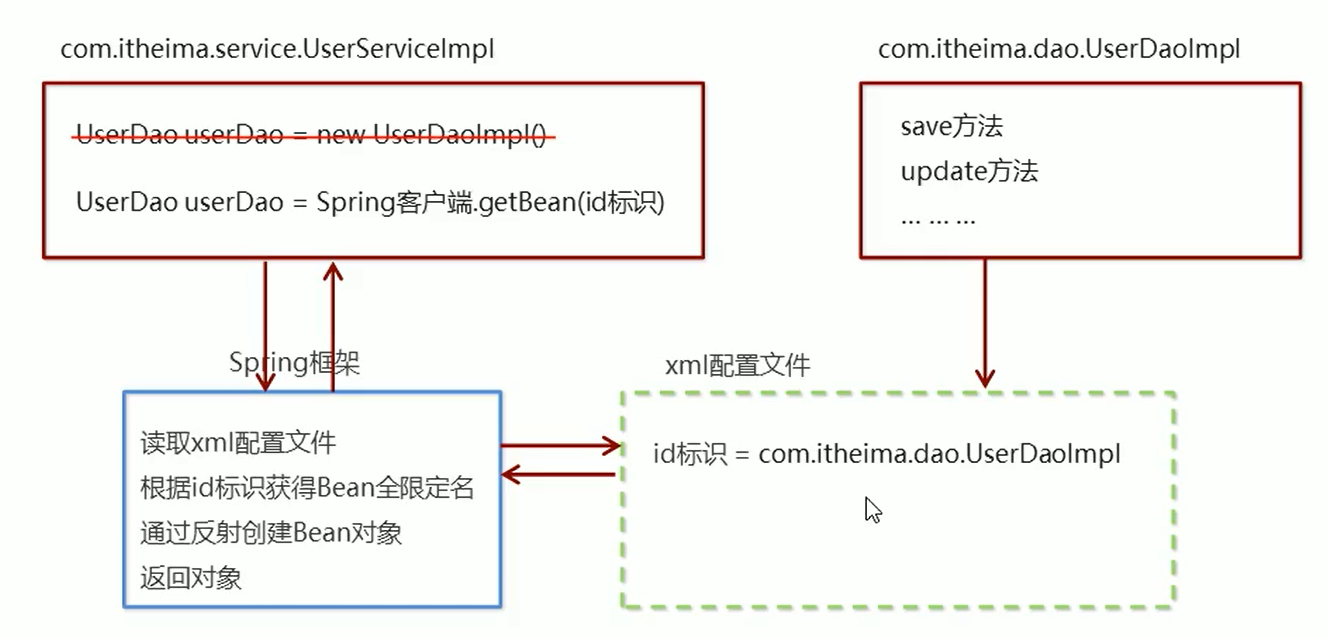 com.itheima.service.UserServiceImpl
UserDao userDao = new UserDaoImpl()
UserDao userDao = Spring客户端.getBean(id标识)
com.itheima.dao.UserDaoImpl
save方法
update方法
... ... ...
Spring框架
读取xml配置文件
根据id标识获得Bean全限定名
通过反射创建Bean对象
返回对象
xml配置文件
id标识 = com.itheima.dao.UserDaoImpl